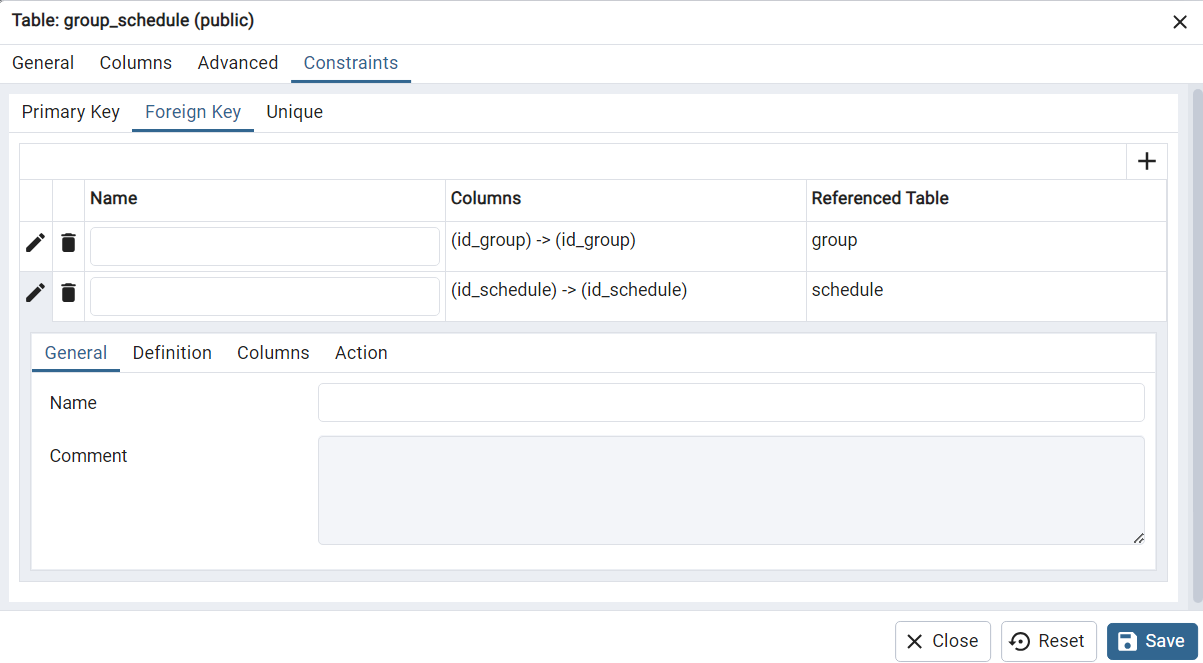 Table: group_schedule (public)
General Columns Advanced Constraints
Primary Key Foreign Key Unique
Name Columns Referenced Table
(id_group) -> (id_group) group
(id_schedule) -> (id_schedule) schedule
General Definition Columns Action
Name
Comment
Close Reset Save